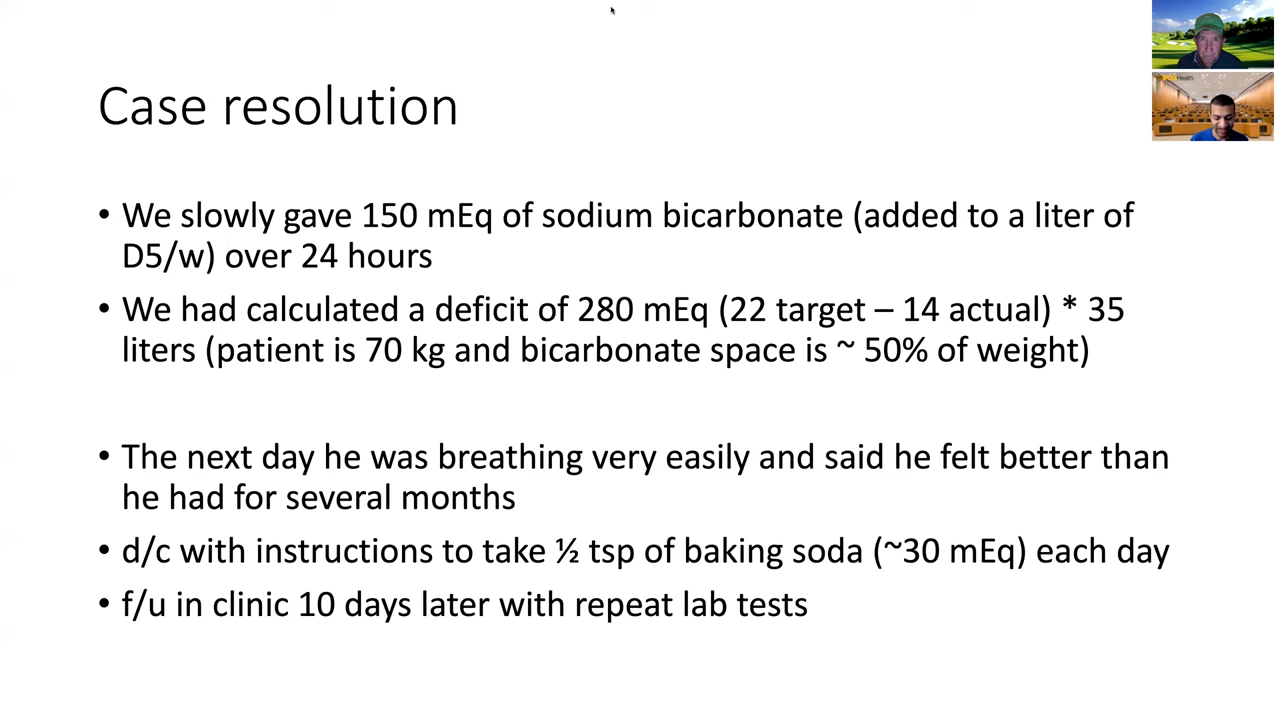 Case resolution
• We slowly gave 150 mEq of sodium bicarbonate (added to a liter of
D5/w) over 24 hours
• We had calculated a deficit of 280 mEq (22 target – 14 actual) * 35
liters (patient is 70 kg and bicarbonate space is ~ 50% of weight)
• The next day he was breathing very easily and said he felt better than
he had for several months
• d/c with instructions to take ½ tsp of baking soda (~30 mEq) each day
• f/u in clinic 10 days later with repeat lab tests
Health